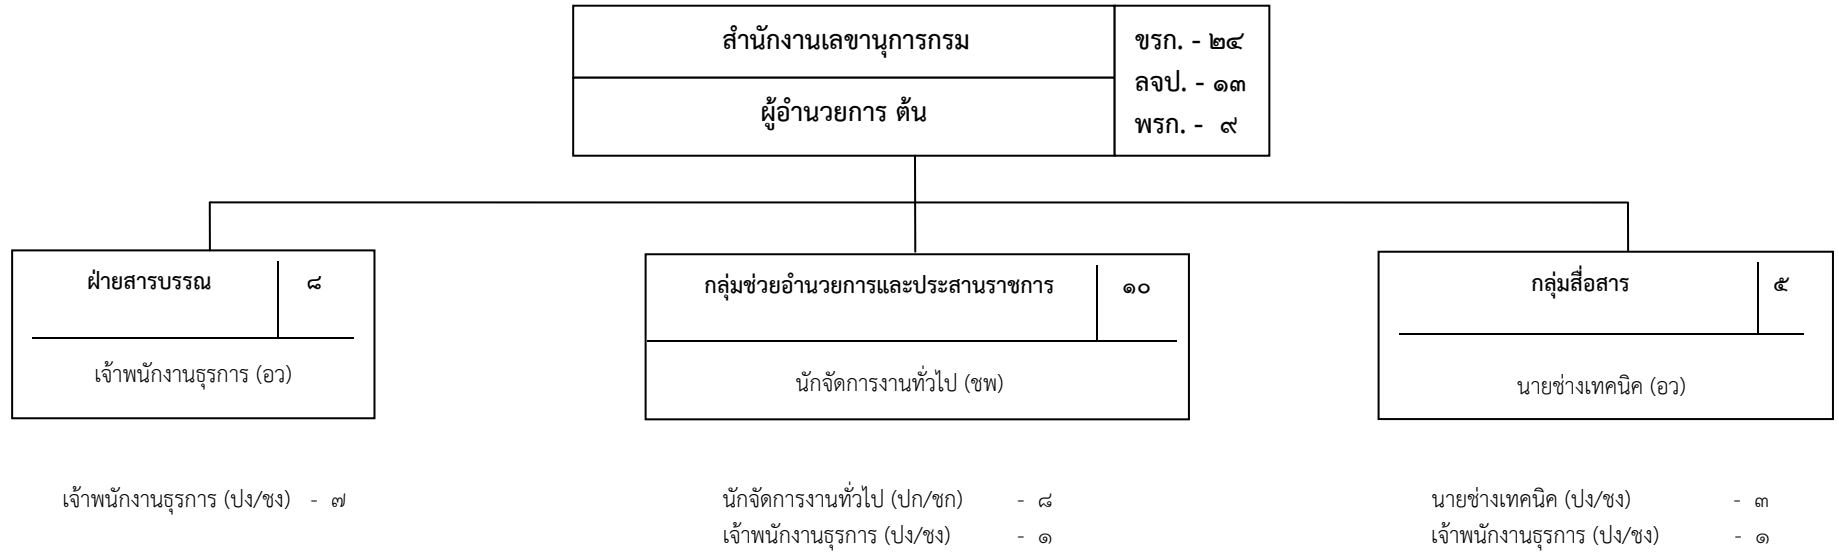 สำนักงานเลขานุการกรม
ผู้อำนวยการ ต้น
ขรก. - ๒๔
ลจป. - ๑๓
พรก. - ๙
ฝ่ายสารบรรณ ๘
เจ้าพนักงานธุรการ (อว)
กลุ่มช่วยอำนวยการและประสานราชการ ๑๐
นักจัดการงานทั่วไป (ชพ)
กลุ่มสื่อสาร ๕
นายช่างเทคนิค (อว)
เจ้าพนักงานธุรการ (ปง/ชง) - ๗
นักจัดการงานทั่วไป (ปก/ชก) - ๘
เจ้าพนักงานธุรการ (ปง/ชง) - ๑
นายช่างเทคนิค (ปง/ชง) - ๓
เจ้าพนักงานธุรการ (ปง/ชง) - ๑